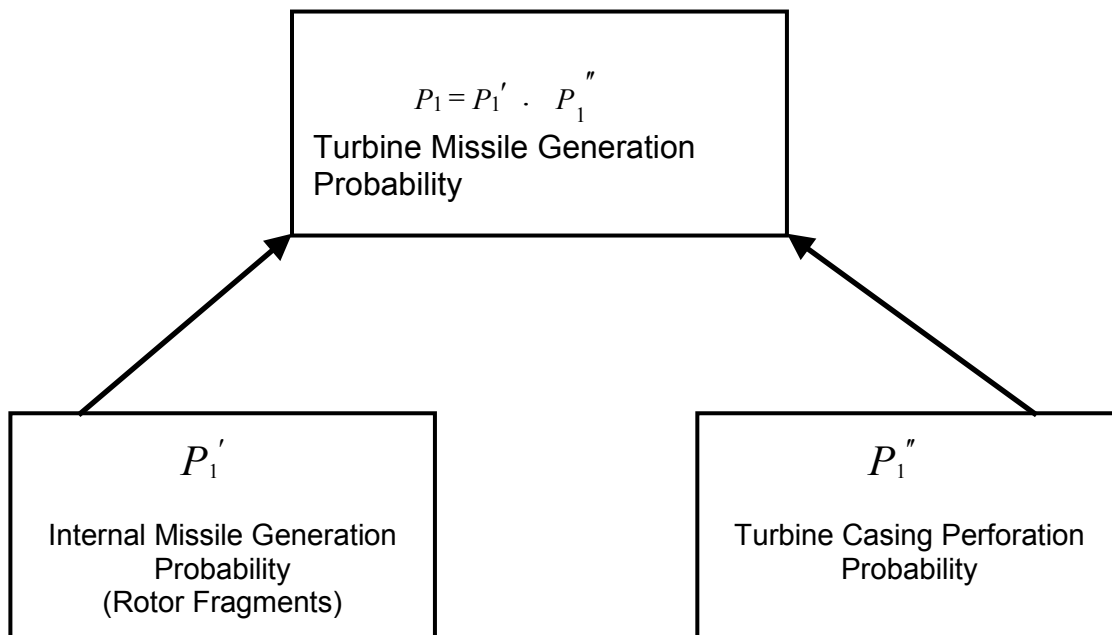 P₁ = P₁′ . P₁″
Turbine Missile Generation
Probability
P₁′
Internal Missile Generation
Probability
(Rotor Fragments)
P₁″
Turbine Casing Perforation
Probability